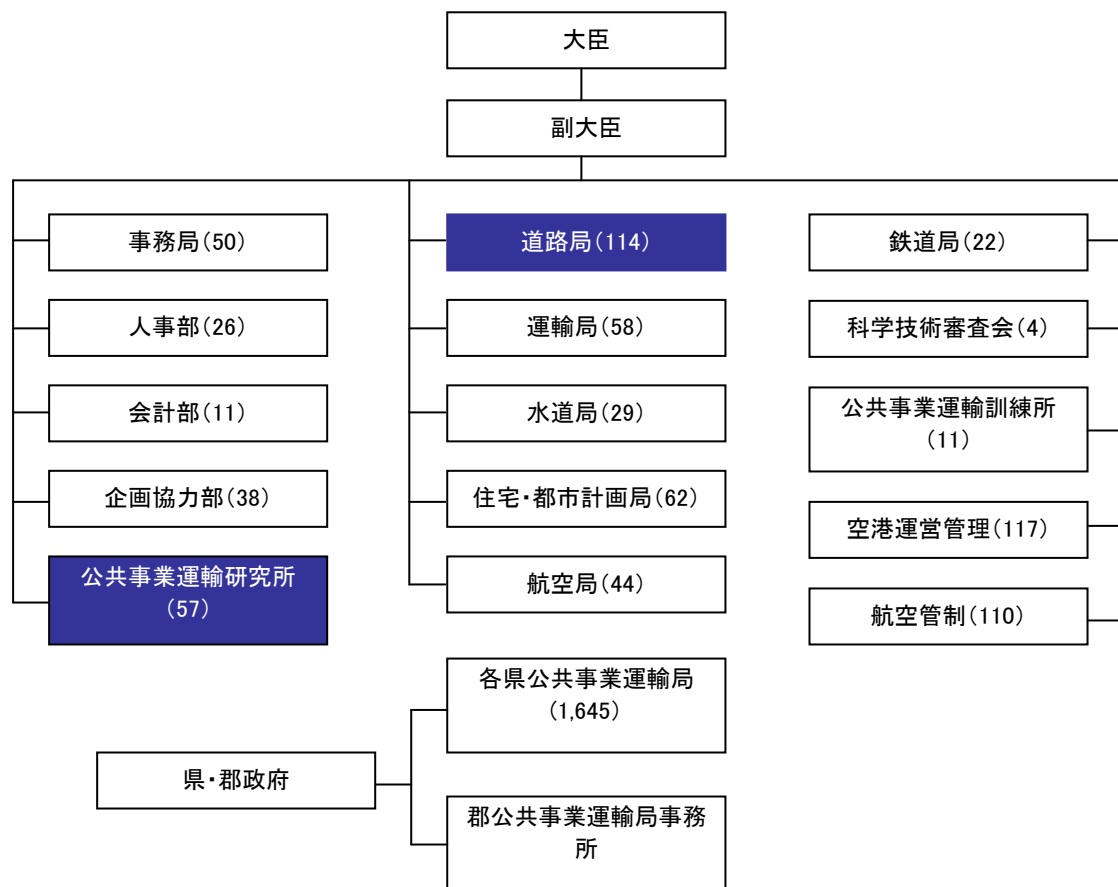 大臣
副大臣
事務局(50)
人事部(26)
会計部(11)
企画協力部(38)
公共事業運輸研究所
(57)
道路局(114)
運輸局(58)
水道局(29)
住宅・都市計画局(62)
航空局(44)
鉄道局(22)
科学技術審査会(4)
公共事業運輸訓練所
(11)
空港運営管理(117)
航空管制(110)
県・郡政府
各県公共事業運輸局
(1,645)
郡公共事業運輸局事務
所